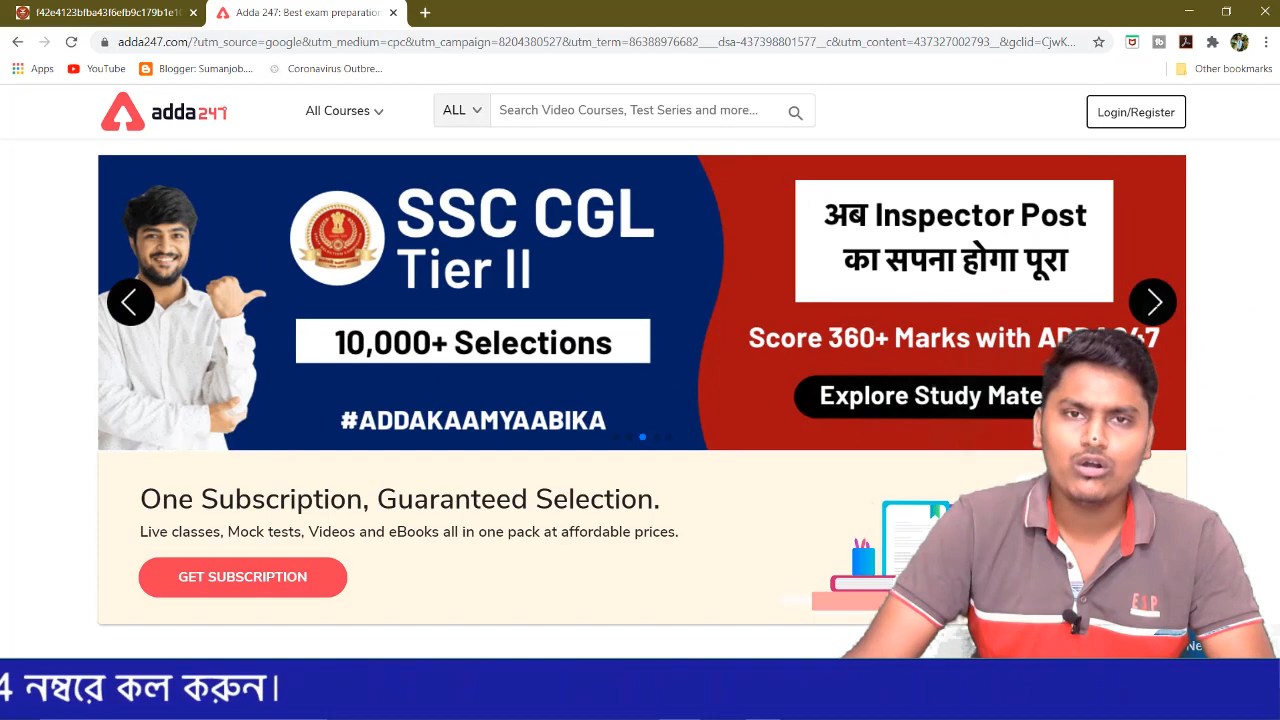 f42e4123bfba43f6efb9c179b1e1
Adda 247: Best exam preparation
adda247.com/?utm_source=google&utm_medium=cpc&utm_campaign=8204380527&utm_term=86388976682___dsa-437398801577__c&utm_content=437327002793__&gclid=CjwK...
Apps YouTube Blogger: Sumanjob.... Coronavirus Outbre... Other bookmarks
adda247 All Courses ALL Search Video Courses, Test Series and more... Login/Register
SSC CGL
Tier II
10,000+ Selections
#ADDAKAAMYAABIKA
अब Inspector Post
का सपना होगा पूरा
Score 360+ Marks with
Explore Study Mate
One Subscription, Guaranteed Selection.
Live classes, Mock tests, Videos and eBooks all in one pack at affordable prices.
GET SUBSCRIPTION
ESP
4 নম্বরে কল করুন।